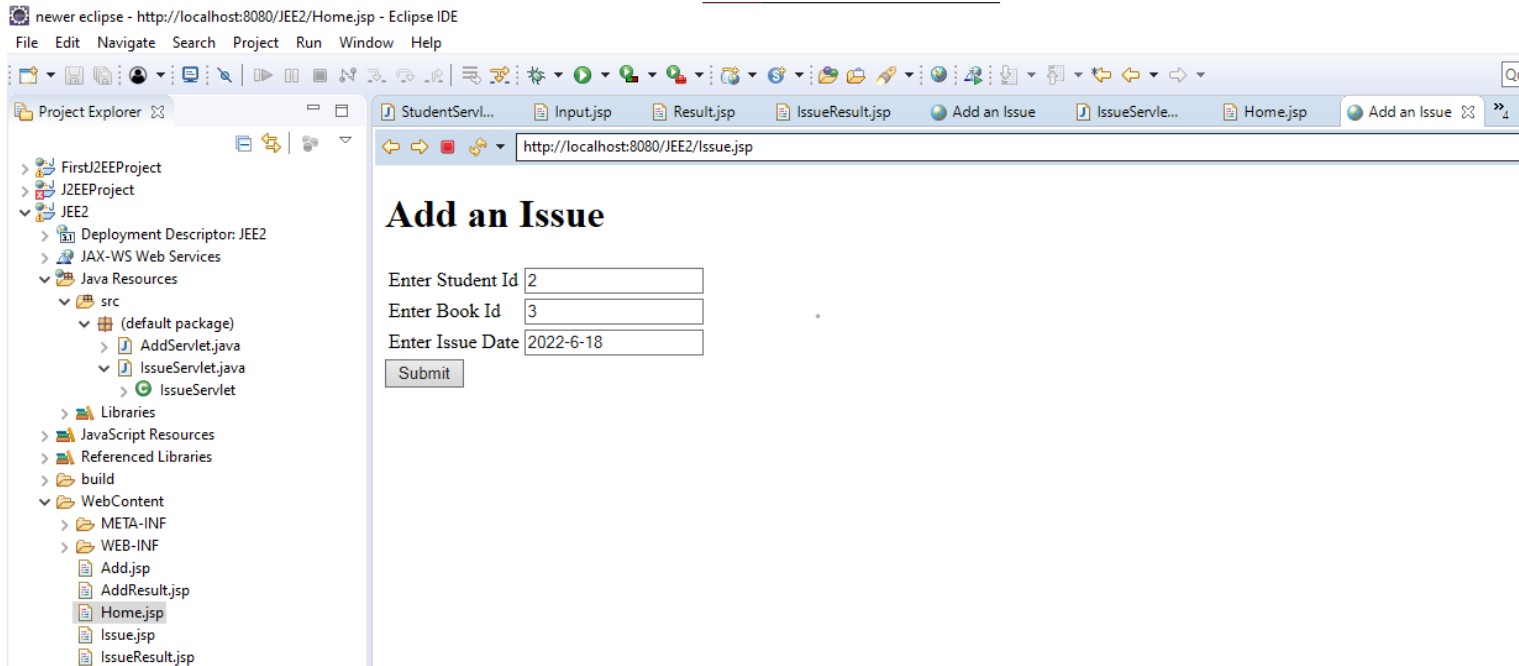 newer eclipse - http://localhost:8080/JEE2/Home.jsp - Eclipse IDE
File Edit Navigate Search Project Run Window Help
Project Explorer
StudentServl... Input.jsp Result.jsp IssueResult.jsp Add an Issue IssueServle... Home.jsp Add an Issue »4
http://localhost:8080/JEE2/Issue.jsp
FirstJ2EEProject
J2EEProject
JEE2
Deployment Descriptor: JEE2
JAX-WS Web Services
Java Resources
src
(default package)
AddServlet.java
IssueServlet.java
IssueServlet
Libraries
JavaScript Resources
Referenced Libraries
build
WebContent
META-INF
WEB-INF
Add.jsp
AddResult.jsp
Home.jsp
Issue.jsp
IssueResult.jsp
Add an Issue
Enter Student Id 2
Enter Book Id 3
Enter Issue Date 2022-6-18
Submit